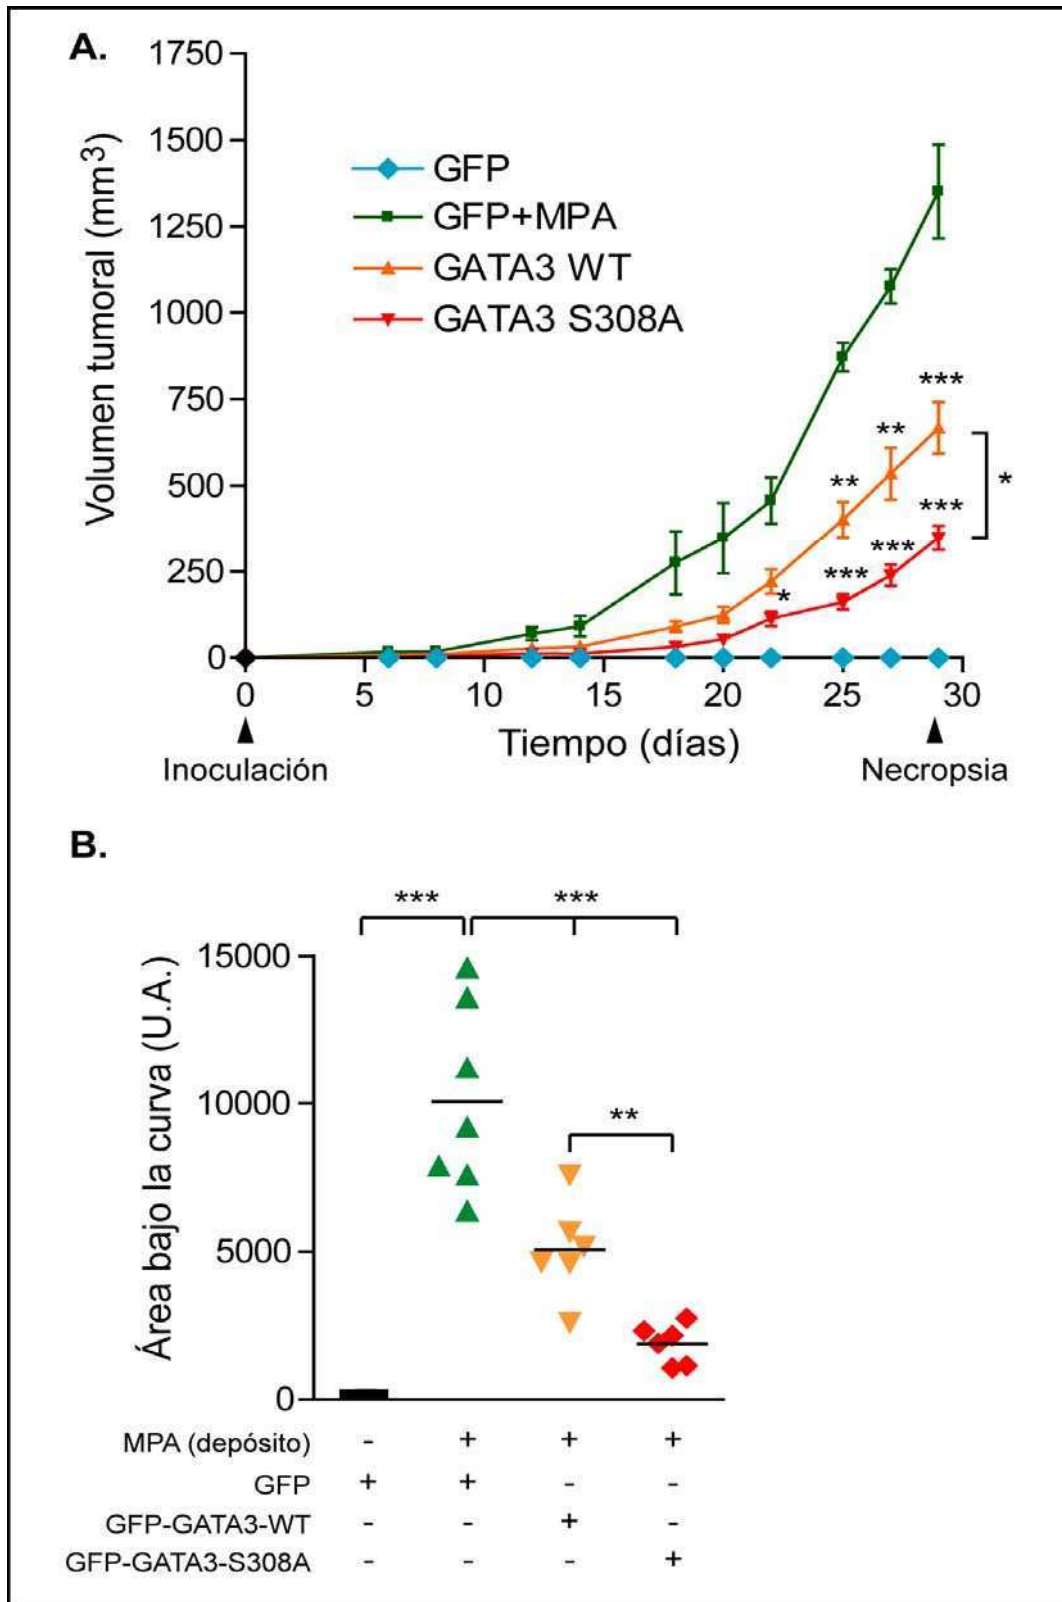 A.
Volumen tumoral (mm3)
1750
1500
1250
1000
750
500
250
0
GFP
GFP+MPA
GATA3 WT
GATA3 S308A
***
**
**
*
***
***
***
*
0 5 10 15 20 25 30
Tiempo (días)
Inoculación
Necropsia
B.
*** ***
**
Área bajo la curva (U.A.)
15000
10000
5000
0
MPA (depósito) - + + +
GFP + + - -
GFP-GATA3-WT - - + -
GFP-GATA3-S308A - - - +